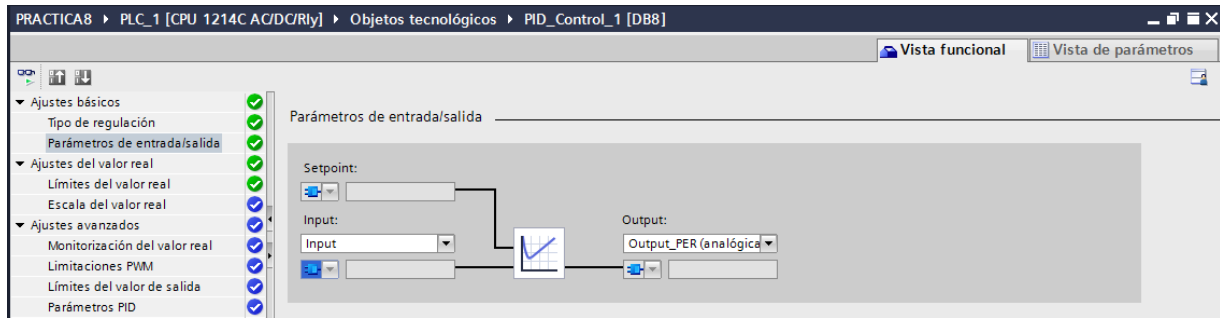 PRACTICA8 ▸ PLC_1 [CPU 1214C AC/DC/Rly] ▸ Objetos tecnológicos ▸ PID_Control_1 [DB8]
Vista funcional
Vista de parámetros
Ajustes básicos
Tipo de regulación
Parámetros de entrada/salida
Ajustes del valor real
Límites del valor real
Escala del valor real
Ajustes avanzados
Monitorización del valor real
Limitaciones PWM
Límites del valor de salida
Parámetros PID
Parámetros de entrada/salida
Setpoint:
Input:
Output:
Input
Output_PER (analógica